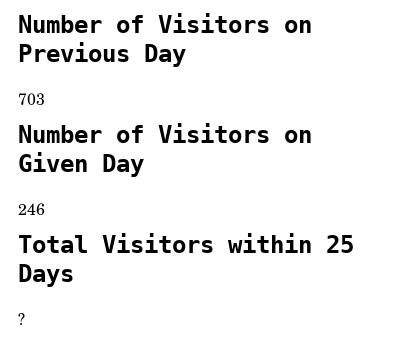 Number of Visitors on
Previous Day
703
Number of Visitors on
Given Day
246
Total Visitors within 25
Days
?